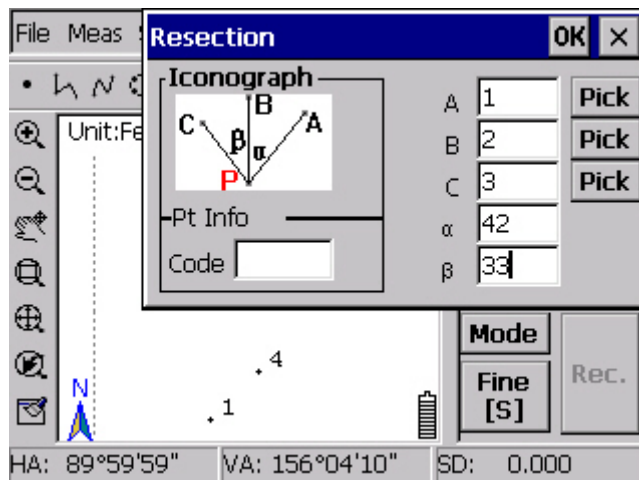 File Meas
Resection
OK ×
Iconograph
B
C
A
β
α
P
Pt Info
Code
A 1 Pick
B 2 Pick
C 3 Pick
α 42
β 33
Unit:Fe
4
1
N
Mode
Fine
[S]
Rec.
HA: 89°59'59" VA: 156°04'10" SD: 0.000